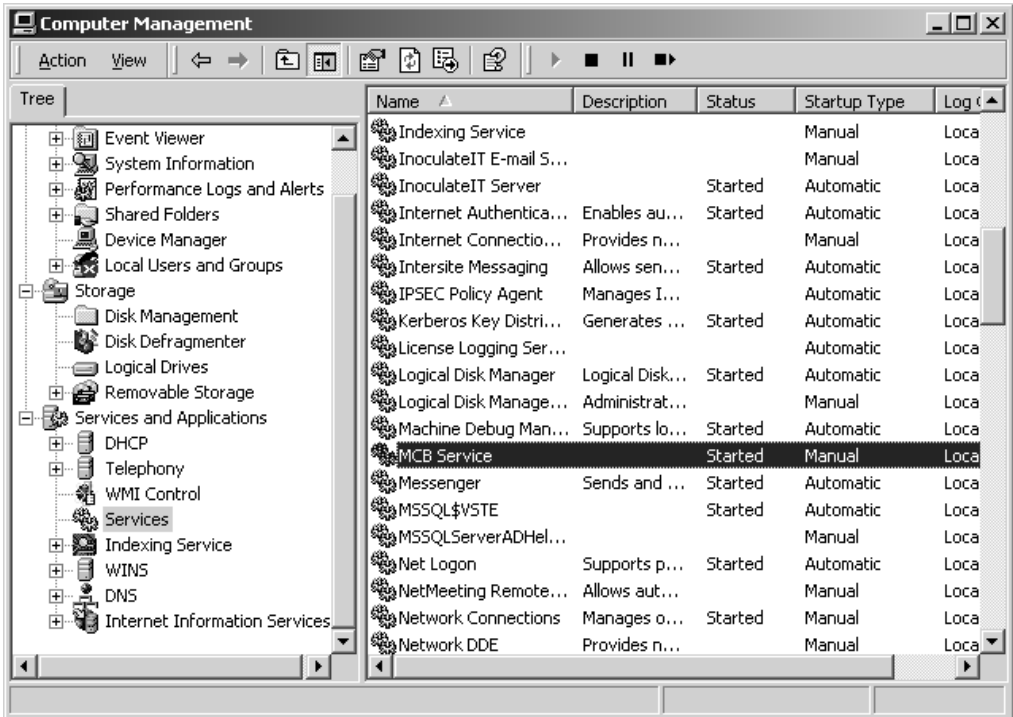 Computer Management
Action View
Tree
Event Viewer
System Information
Performance Logs and Alerts
Shared Folders
Device Manager
Local Users and Groups
Storage
Disk Management
Disk Defragmenter
Logical Drives
Removable Storage
Services and Applications
DHCP
Telephony
WMI Control
Services
Indexing Service
WINS
DNS
Internet Information Services
Name Description Status Startup Type Log
Indexing Service Manual Loca
InoculateIT E-mail S... Manual Loca
InoculateIT Server Started Automatic Loca
Internet Authentica... Enables au... Started Automatic Loca
Internet Connectio... Provides n... Manual Loca
Intersite Messaging Allows sen... Started Automatic Loca
IPSEC Policy Agent Manages I... Automatic Loca
Kerberos Key Distri... Generates ... Started Automatic Loca
License Logging Ser... Automatic Loca
Logical Disk Manager Logical Disk... Started Automatic Loca
Logical Disk Manage... Administrat... Manual Loca
Machine Debug Man... Supports lo... Started Automatic Loca
MCB Service Started Manual Loca
Messenger Sends and ... Started Automatic Loca
MSSQL$VSTE Started Automatic Loca
MSSQLServerADHel... Manual Loca
Net Logon Supports p... Started Automatic Loca
NetMeeting Remote... Allows aut... Manual Loca
Network Connections Manages o... Started Manual Loca
Network DDE Provides n... Manual Loca